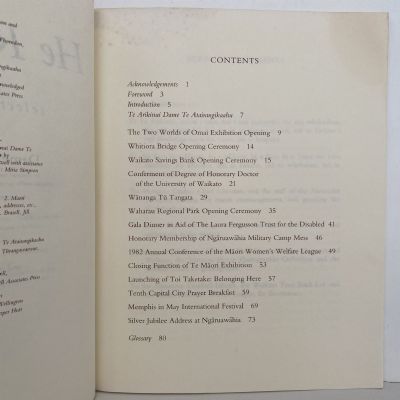 He
CONTENTS
Acknowledgements 1
Foreword 3
Introduction 5
Te Arikinui Dame Te Atairangikaahu 7
The Two Worlds of Omai Exhibition Opening 9
Whitiora Bridge Opening Ceremony 14
Waikato Savings Bank Opening Ceremony 15
Conferment of Degree of Honorary Doctor
of the University of Waikato 21
Wānanga Tū Tangata 29
Waharau Regional Park Opening Ceremony 35
Gala Dinner in Aid of The Laura Fergusson Trust for the Disabled 41
Honorary Membership of Ngāruawāhia Military Camp Mess 46
1982 Annual Conference of the Māori Women's Welfare League 49
Closing Function of Te Māori Exhibition 53
Launching of Toi Taketake: Belonging Here 57
Tenth Capital City Prayer Breakfast 59
Memphis in May International Festival 69
Silver Jubilee Address at Ngāruawāhia 73
Glossary 80